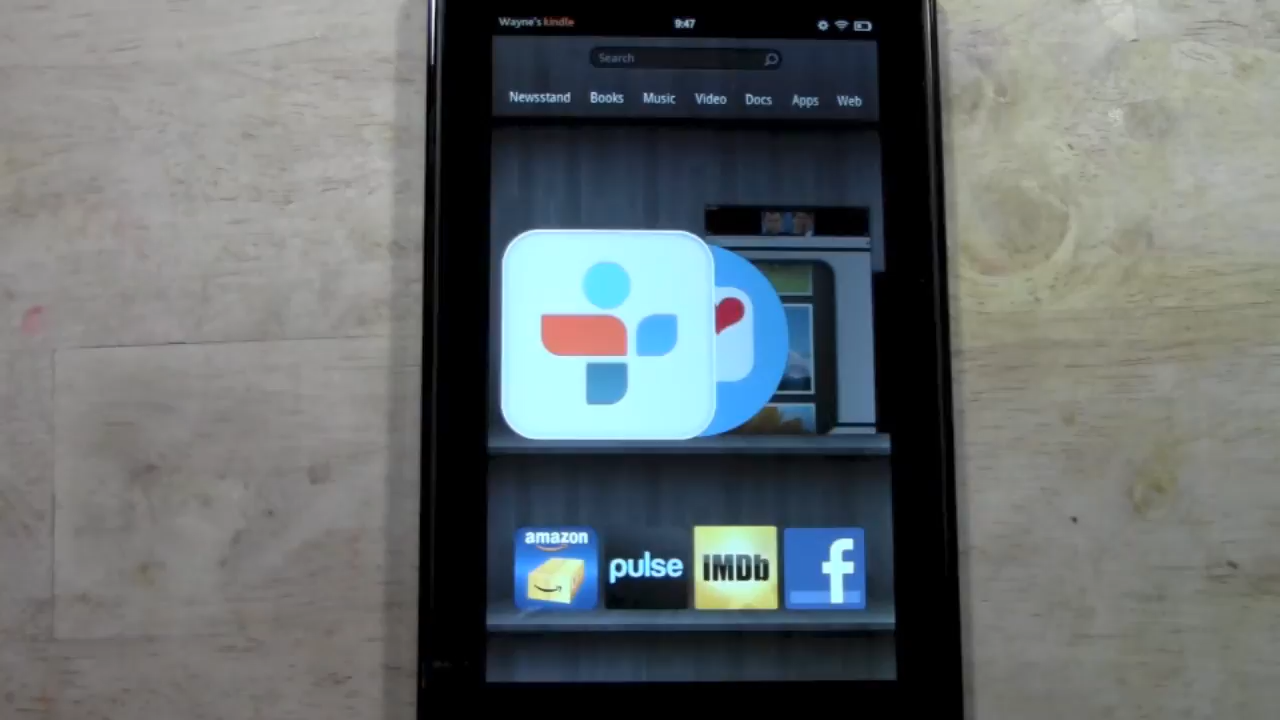 Wayne's kindle 9:47
Search
Newsstand Books Music Video Docs Apps Web
amazon pulse IMDb f